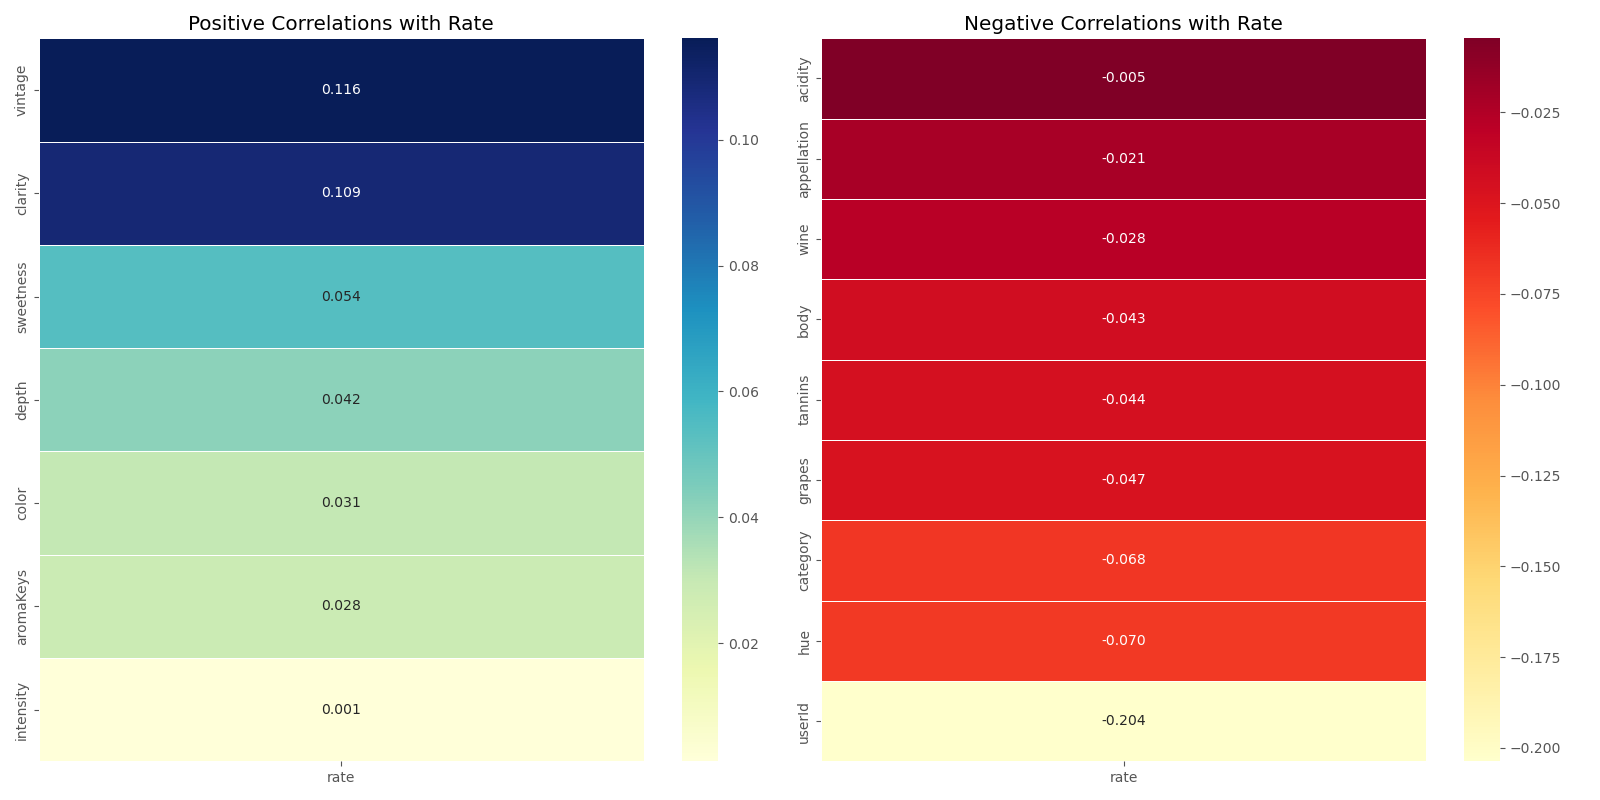 Positive Correlations with Rate
vintage
0.116
clarity
0.109
sweetness
0.054
depth
0.042
color
0.031
aromaKeys
0.028
intensity
0.001
rate
0.10
0.08
0.06
0.04
0.02
Negative Correlations with Rate
acidity
-0.005
appellation
-0.021
wine
-0.028
body
-0.043
tannins
-0.044
grapes
-0.047
category
-0.068
hue
-0.070
userId
-0.204
rate
−0.025
−0.050
−0.075
−0.100
−0.125
−0.150
−0.175
−0.200